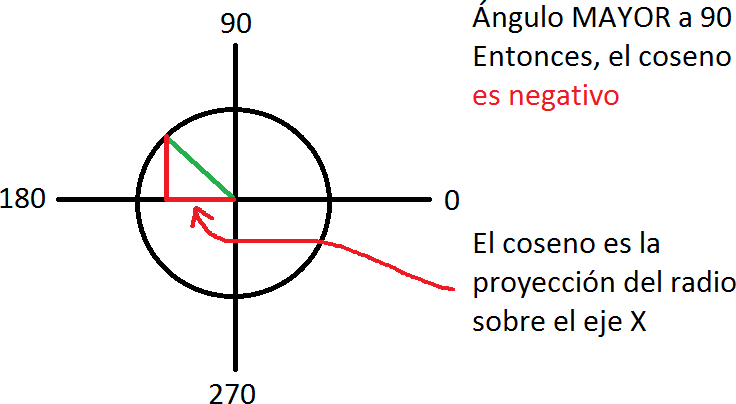 90
Ángulo MAYOR a 90
Entonces, el coseno
es negativo
180
0
El coseno es la
proyección del radio
sobre el eje X
270